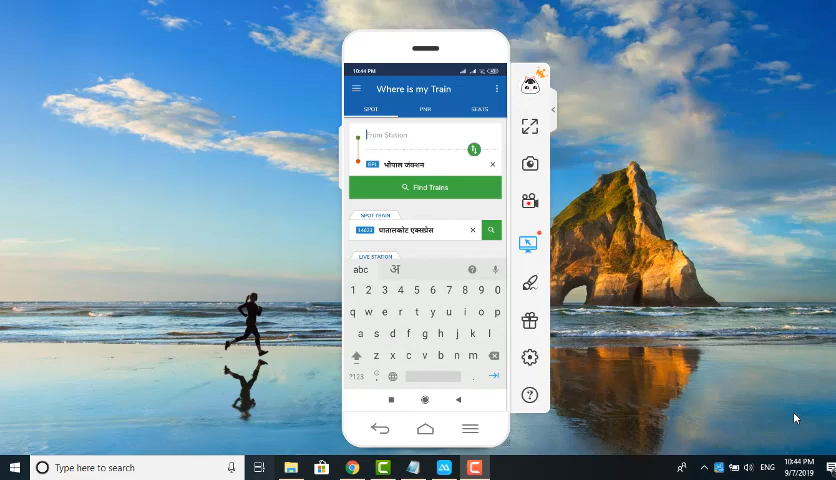 10:44 PM
Where is my Train
SPOT PNR SEATS
From Station
BPL भोपाल जंक्शन
Find Trains
SPOT TRAIN
14623 पातालकोट एक्सप्रेस
LIVE STATION
abc अ
1 2 3 4 5 6 7 8 9 0
q w e r t y u i o p
a s d f g h j k l
z x c v b n m
?123 , .
Type here to search
ENG
10:44 PM
9/7/2019